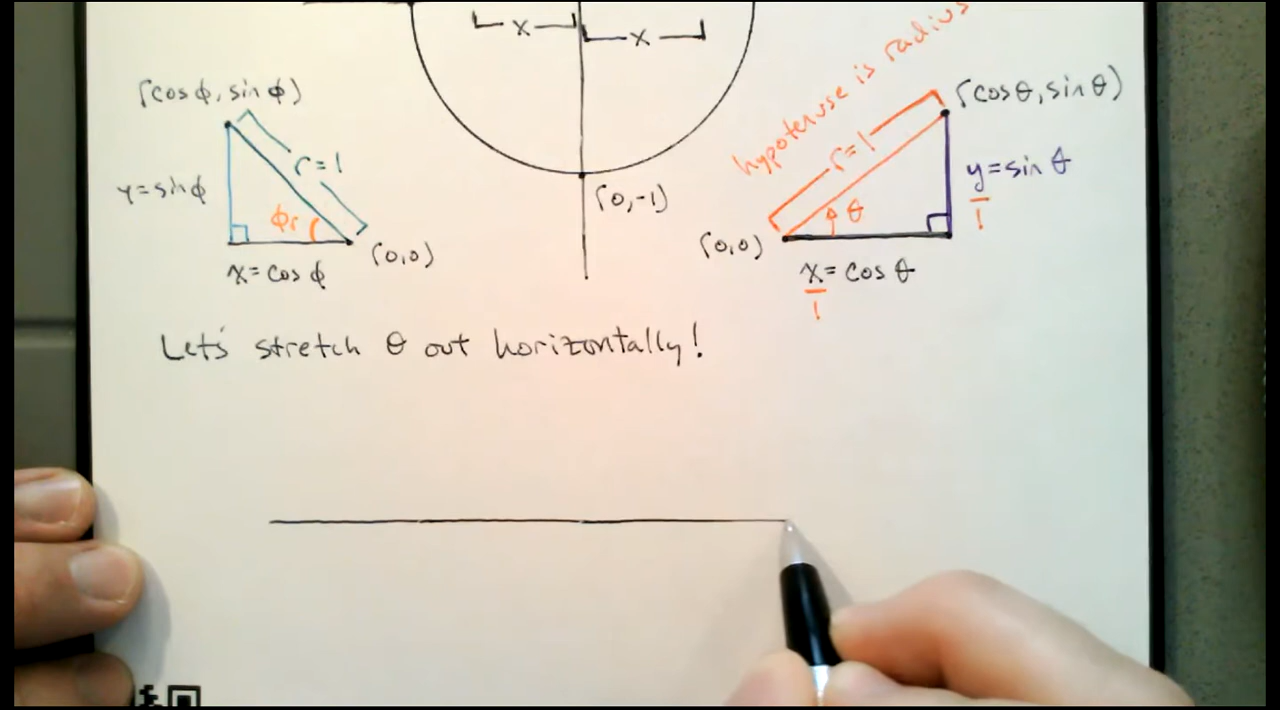 x x
hypotenuse is radius
(cos φ, sin φ)
r=1
y=sin φ
φr
(0,0)
x=cos φ
(0,-1)
(cos θ, sin θ)
r=1
y/1=sin θ
θ
(0,0)
x/1=cos θ
Let's stretch θ out horizontally!